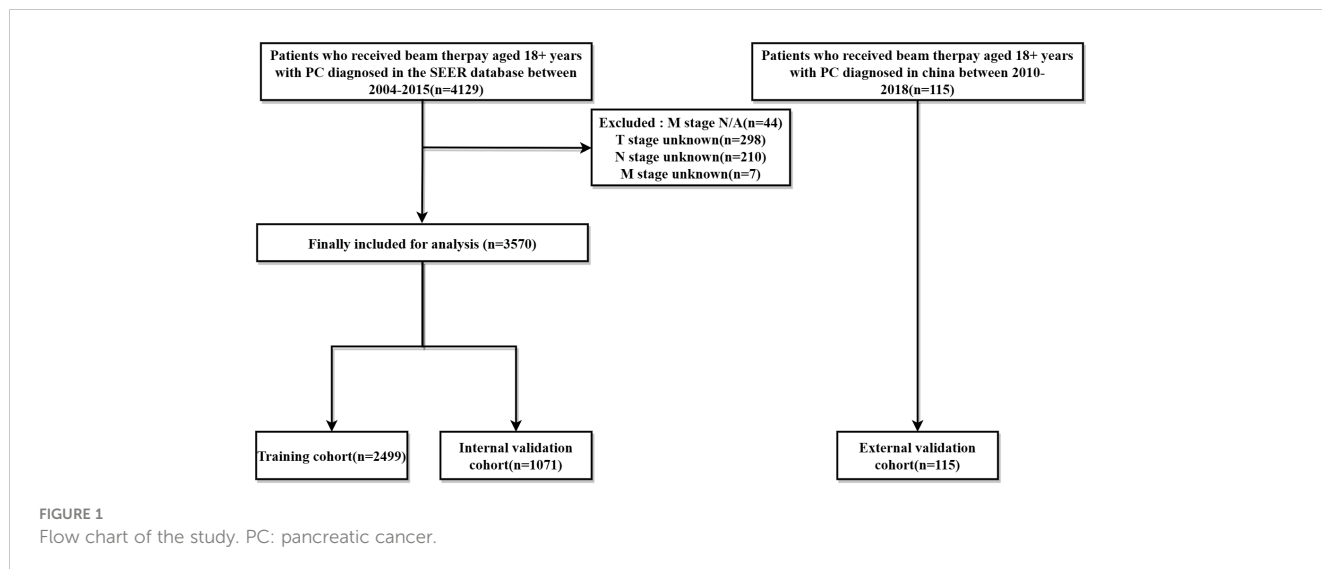 Patients who received beam therpay aged 18+ years
with PC diagnosed in the SEER database between
2004-2015(n=4129)
Patients who received beam therpay aged 18+ years
with PC diagnosed in china between 2010-
2018(n=115)
Excluded : M stage N/A(n=44)
T stage unknown(n=298)
N stage unknown(n=210)
M stage unknown(n=7)
Finally included for analysis (n=3570)
Training cohort(n=2499)
Internal validation
cohort(n=1071)
External validation
cohort(n=115)
FIGURE 1
Flow chart of the study. PC: pancreatic cancer.